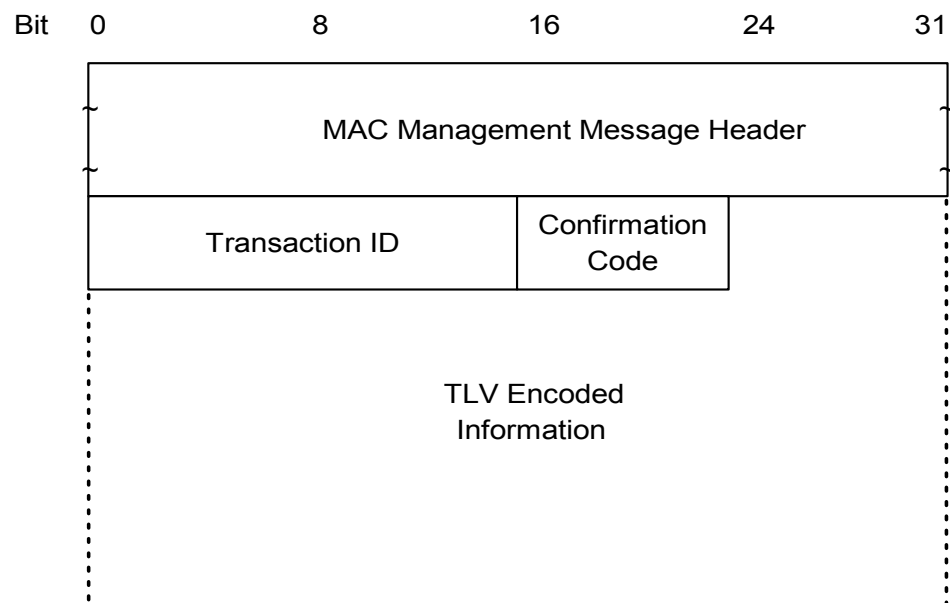 Bit 0 8 16 24 31
MAC Management Message Header
Transaction ID
Confirmation
Code
TLV Encoded
Information